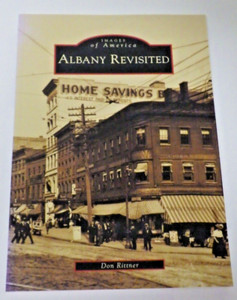 IMAGES
of America
ALBANY REVISITED
HOME SAVINGS B
Don Rittner